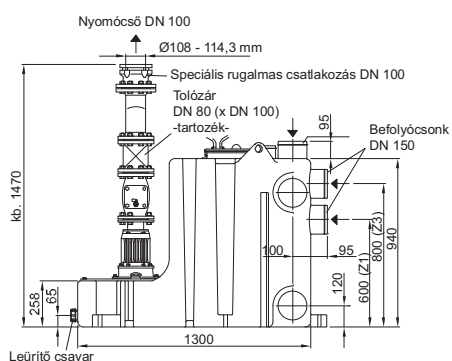 Nyomócső DN 100
Ø108 - 114,3 mm
Speciális rugalmas csatlakozás DN 100
Tolózár
DN 80 (x DN 100)
-tartozék-
95
Befolyócsonk
DN 150
kb. 1470
100
95
600 (Z1)
800 (Z3)
940
258
65
120
1300
Leürítő csavar